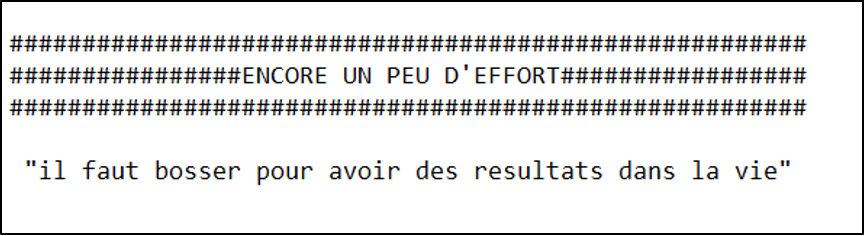 #######################################################
################ENCORE UN PEU D'EFFORT#################
#######################################################
"il faut bosser pour avoir des resultats dans la vie"